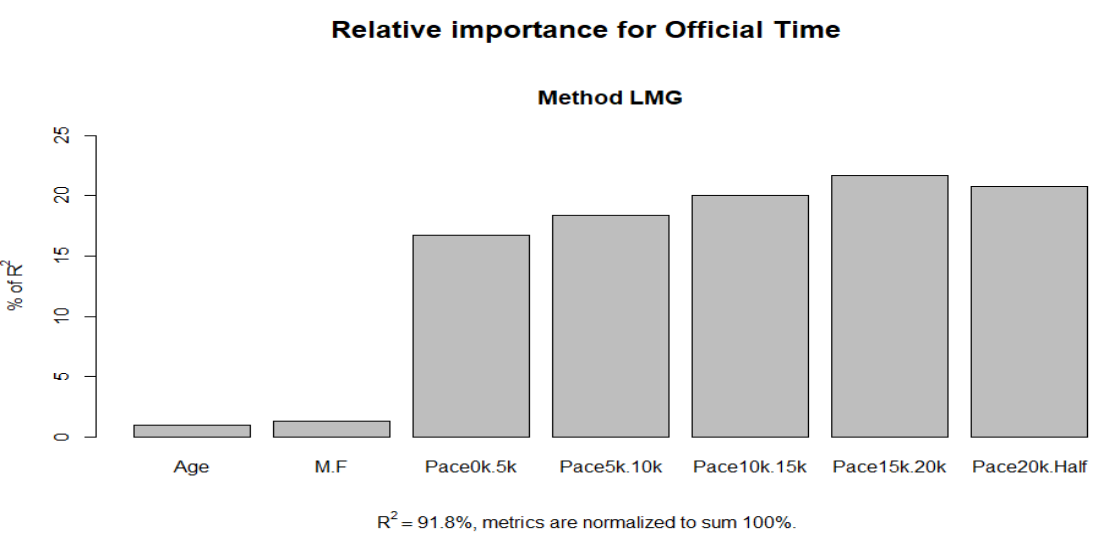 Relative importance for Official Time
Method LMG
% of R²
25
20
15
10
5
0
Age M.F Pace0k.5k Pace5k.10k Pace10k.15k Pace15k.20k Pace20k.Half
R² = 91.8%, metrics are normalized to sum 100%.